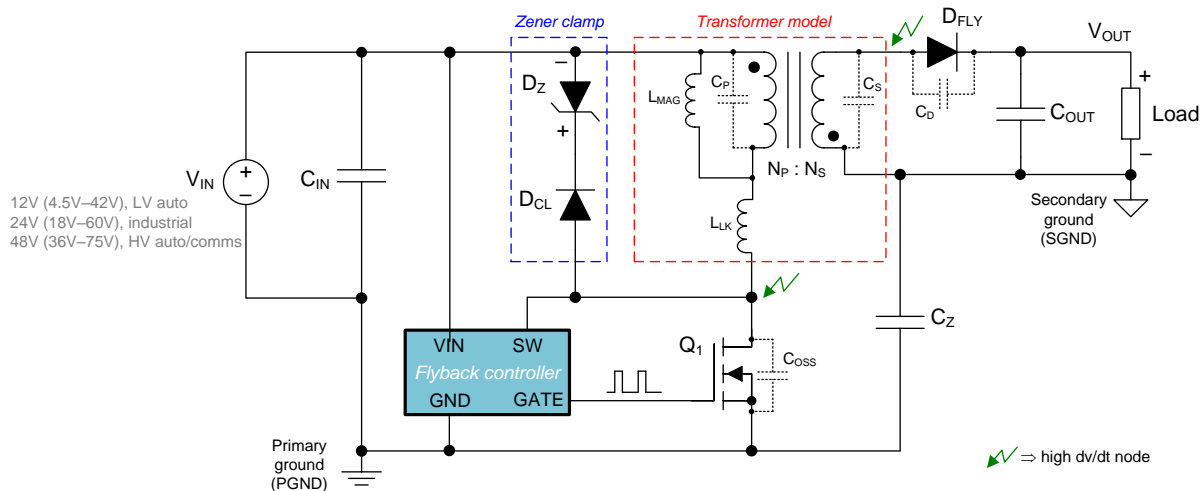 Zener clamp
Transformer model
DFLY
VOUT
DZ
LMAG
CP
CS
CD
COUT
Load
VIN
CIN
NP : NS
12V (4.5V–42V), LV auto
24V (18V–60V), industrial
48V (36V–75V), HV auto/comms
DCL
LLK
Secondary
ground
(SGND)
CZ
VIN
SW
Flyback controller
GND
GATE
Q1
COSS
Primary
ground
(PGND)
⇒ high dv/dt node